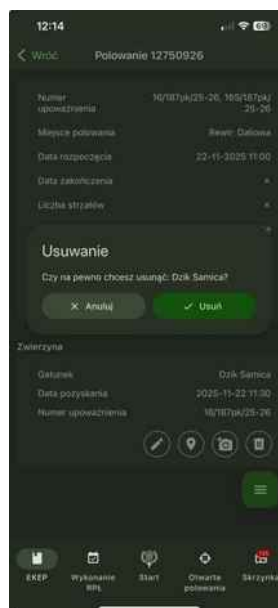 12:14
69
Wróć Polowanie 12750926
Numer upoważnienia 16/187pk/25-26, 165/187pk/25-26
Miejsce polowania Rewir: Daliowa
Data rozpoczęcia 22-11-2025 11:00
Data zakończenia
Liczba strzałów
Usuwanie
Czy na pewno chcesz usunąć: Dzik Samica?
Anuluj Usuń
Zwierzyna
Gatunek Dzik Samica
Data pozyskania 2025-11-22 11:30
Numer upoważnienia 16/187pk/25-26
EKEP Wykonanie RPŁ Start Otwarte polowania Skrzynka